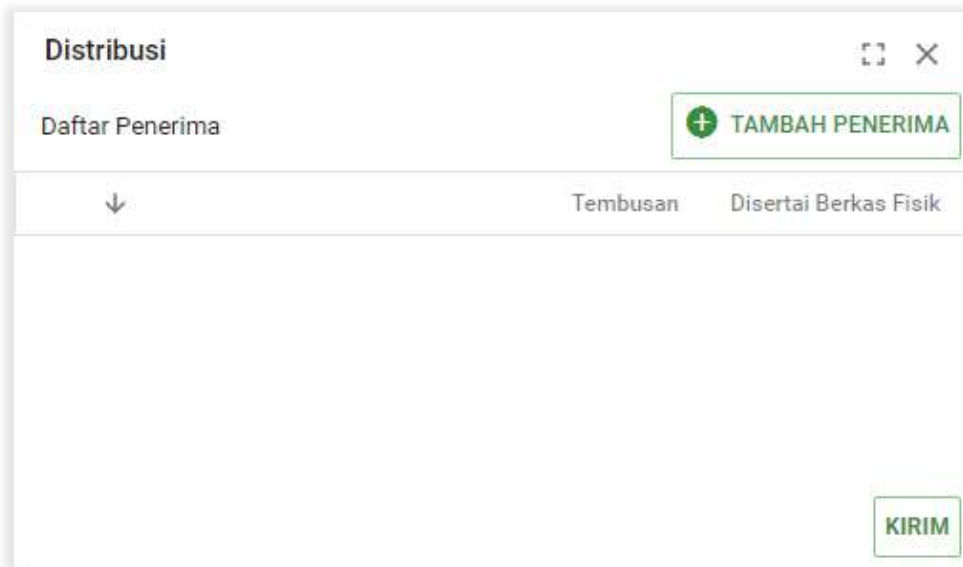 Distribusi
Daftar Penerima
TAMBAH PENERIMA
Tembusan Disertai Berkas Fisik
KIRIM